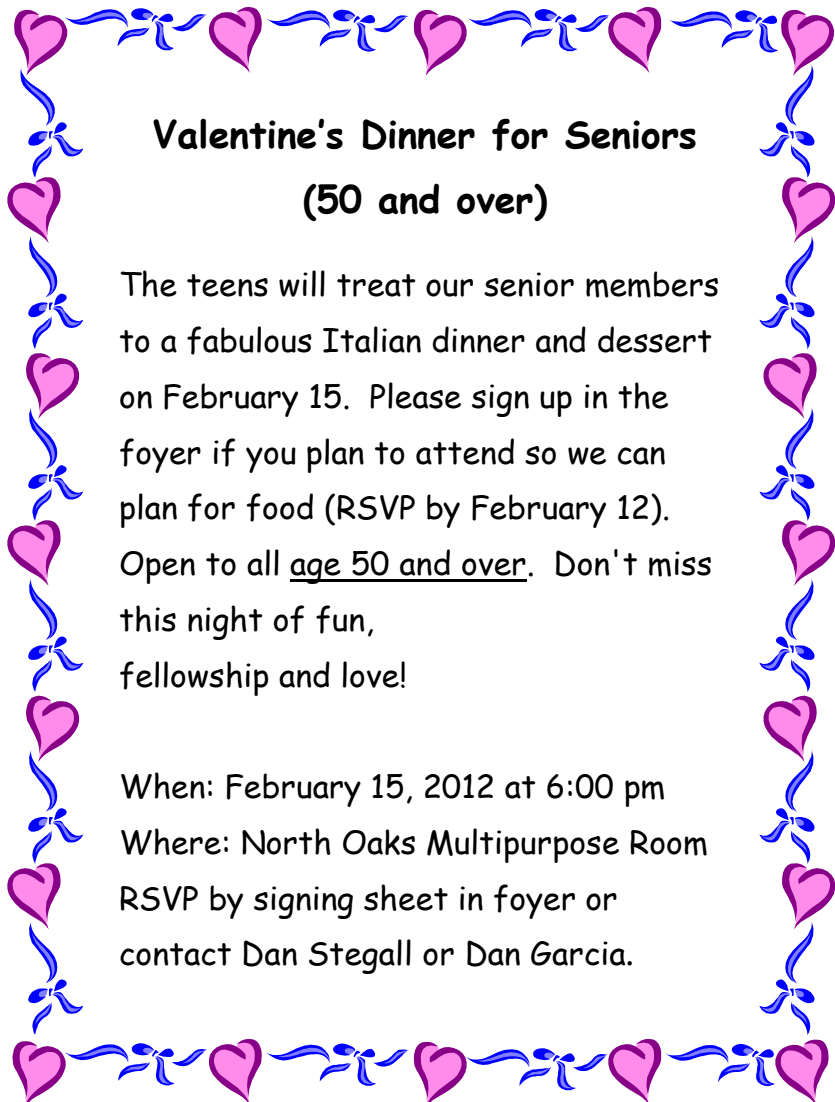 Valentine’s Dinner for Seniors
(50 and over)
The teens will treat our senior members
to a fabulous Italian dinner and dessert
on February 15.  Please sign up in the
foyer if you plan to attend so we can
plan for food (RSVP by February 12).
Open to all age 50 and over.  Don't miss
this night of fun,
fellowship and love!
When: February 15, 2012 at 6:00 pm
Where: North Oaks Multipurpose Room
RSVP by signing sheet in foyer or
contact Dan Stegall or Dan Garcia.